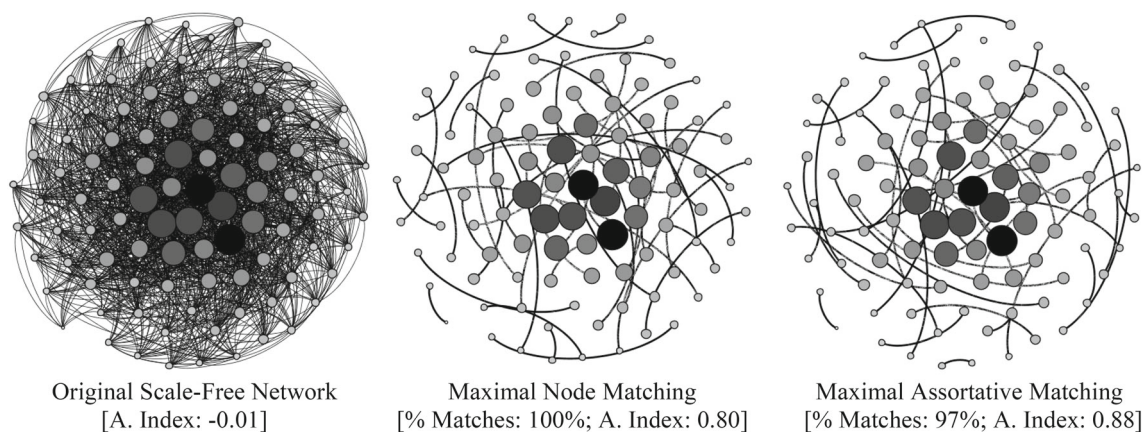 Original Scale-Free Network
[A. Index: -0.01]
Maximal Node Matching
[% Matches: 100%; A. Index: 0.80]
Maximal Assortative Matching
[% Matches: 97%; A. Index: 0.88]